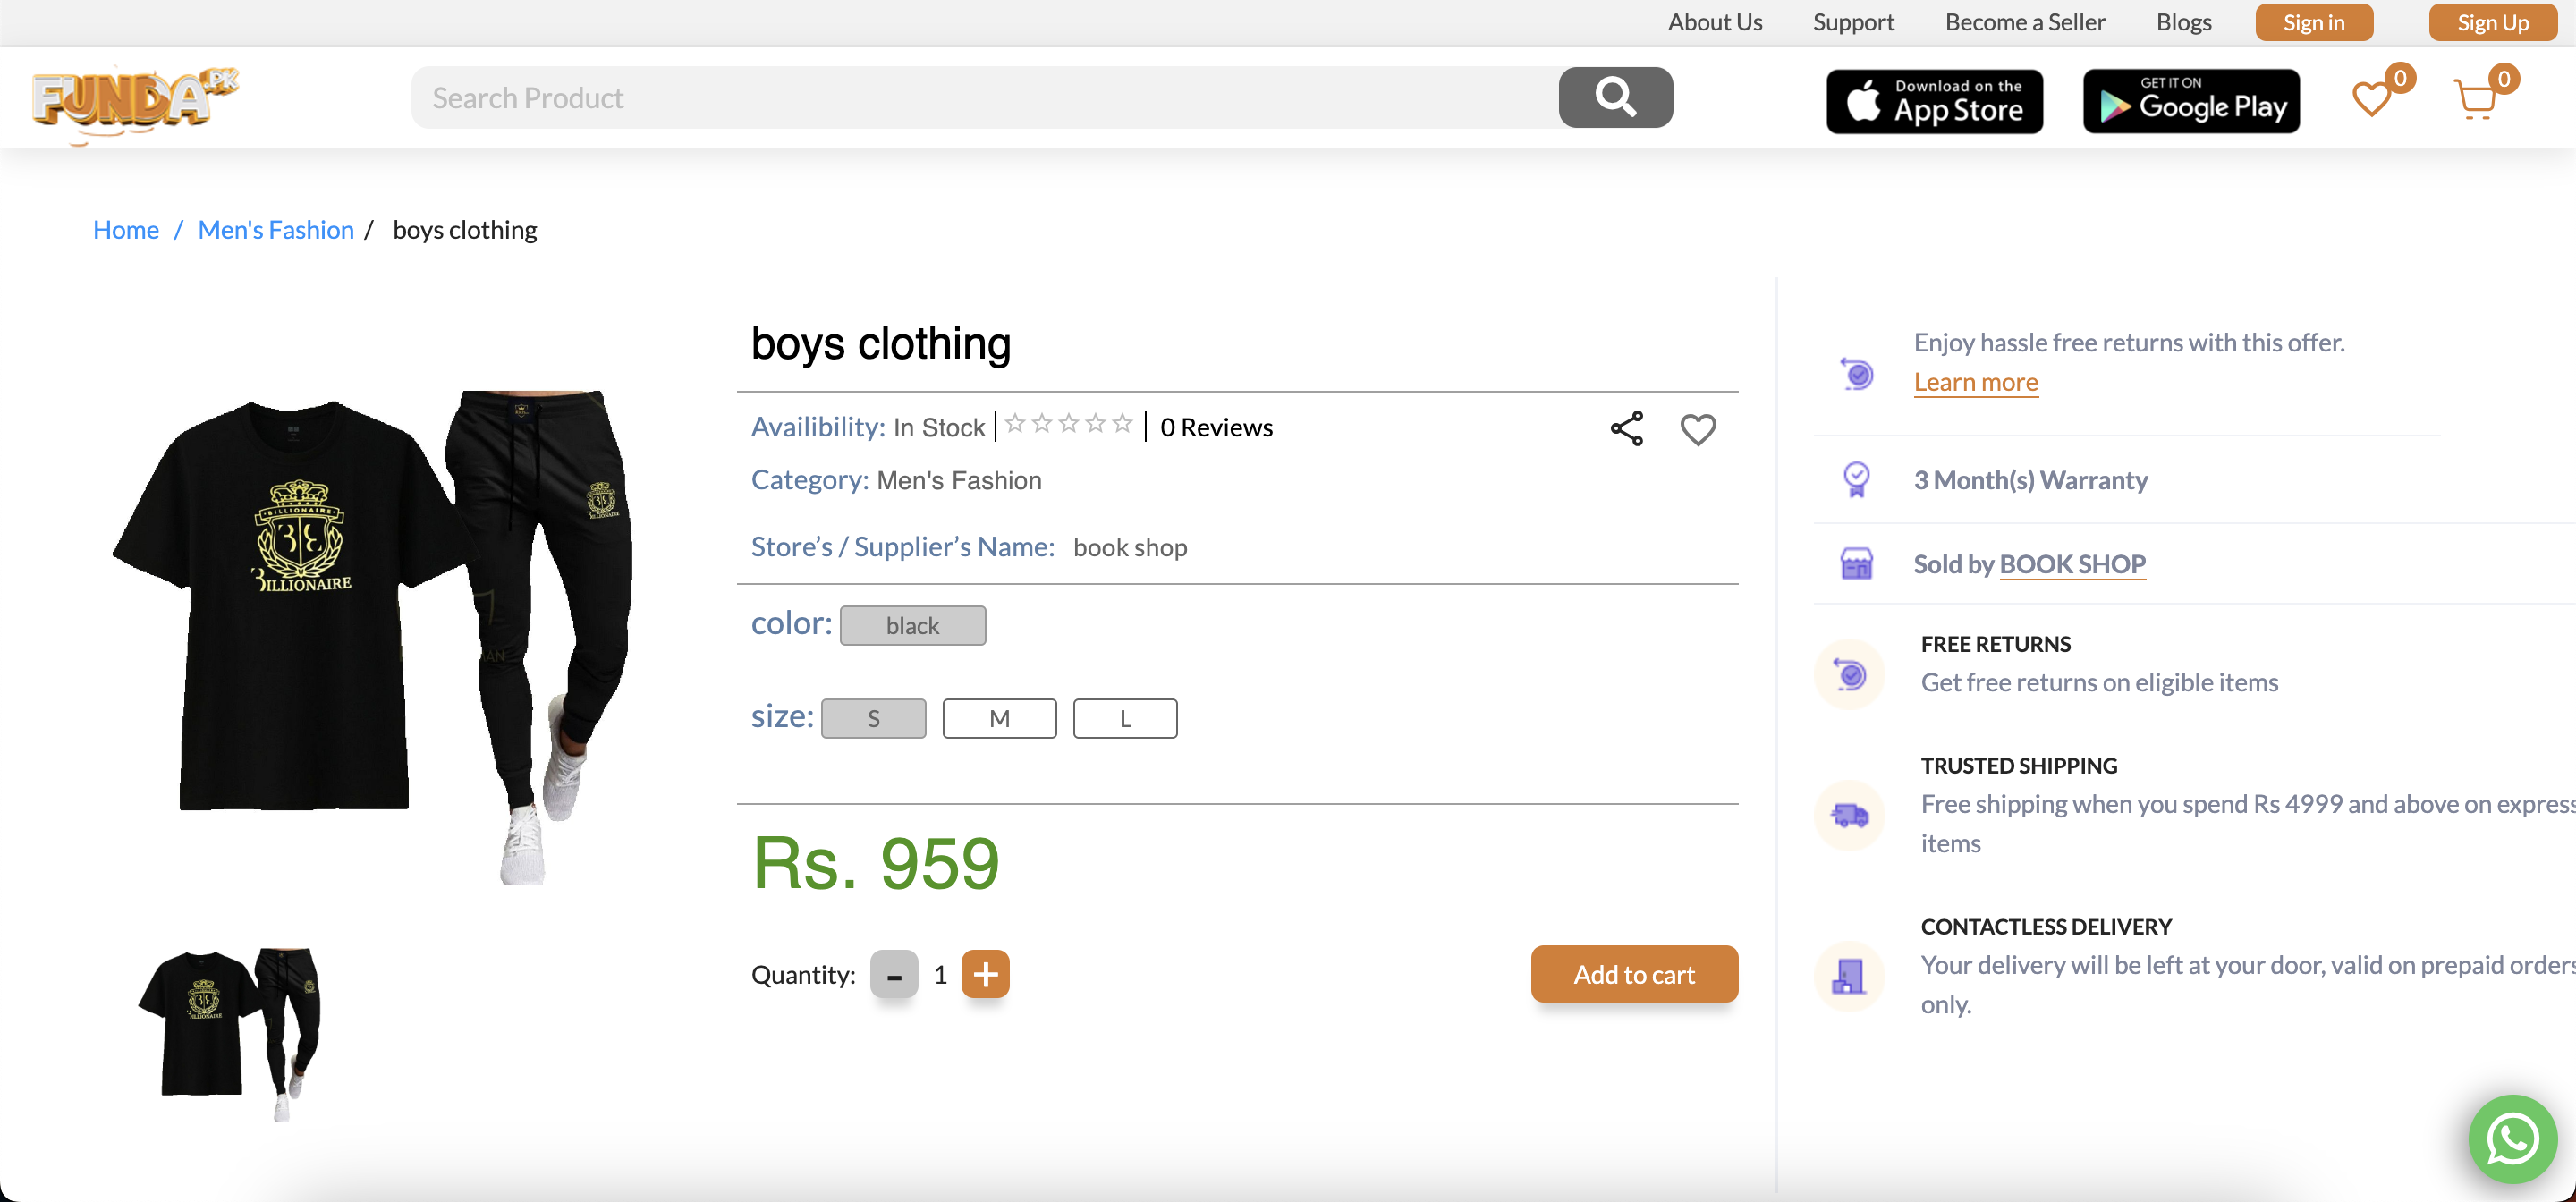 About Us Support Become a Seller Blogs Sign in Sign Up
FUNDA.PK
Search Product
Download on the
App Store
GET IT ON
Google Play
0
0
Home / Men's Fashion / boys clothing
boys clothing
Availibility: In Stock | 0 Reviews
Category: Men's Fashion
Store's / Supplier's Name: book shop
color: black
size: S M L
Rs. 959
Quantity: - 1 +
Add to cart
BILLIONAIRE
BILLIONAIRE
BILLIONAIRE
Enjoy hassle free returns with this offer.
Learn more
3 Month(s) Warranty
Sold by BOOK SHOP
FREE RETURNS
Get free returns on eligible items
TRUSTED SHIPPING
Free shipping when you spend Rs 4999 and above on express
items
CONTACTLESS DELIVERY
Your delivery will be left at your door, valid on prepaid orders
only.